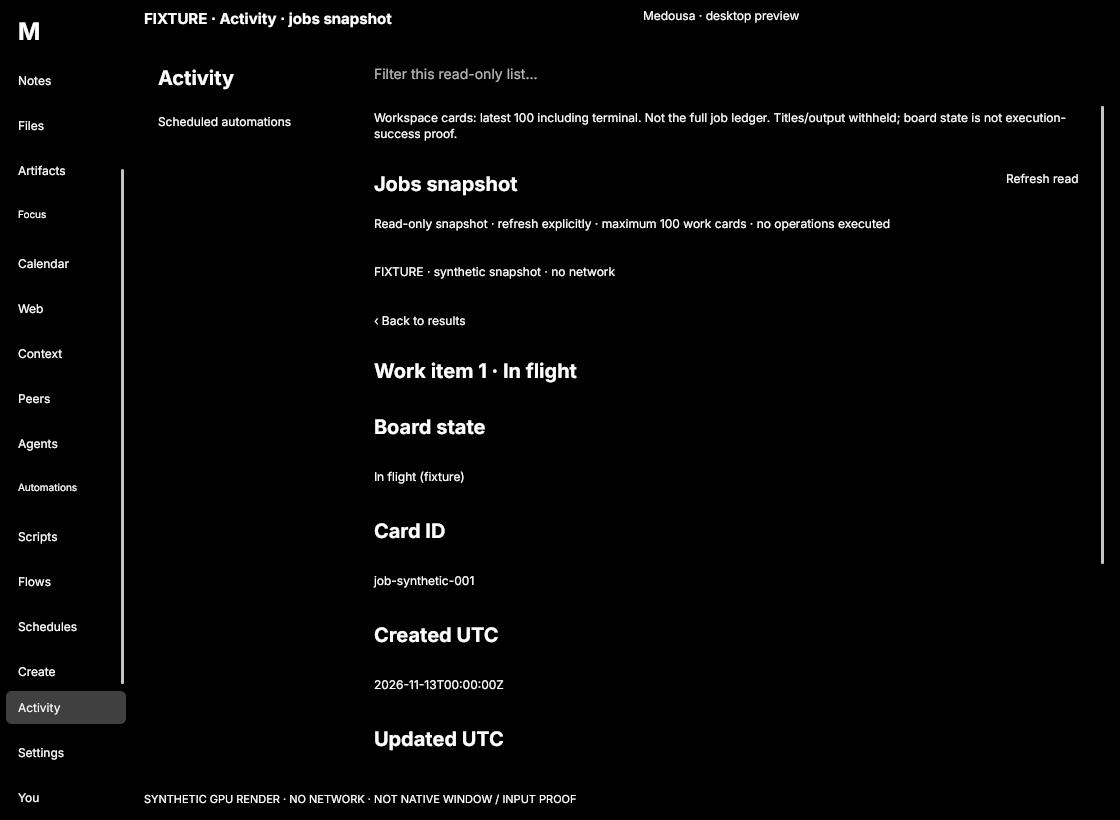 M
Notes
Files
Artifacts
Focus
Calendar
Web
Context
Peers
Agents
Automations
Scripts
Flows
Schedules
Create
Activity
Settings
You
FIXTURE · Activity · jobs snapshot
Medousa · desktop preview
Activity
Scheduled automations
Filter this read-only list...
Workspace cards: latest 100 including terminal. Not the full job ledger. Titles/output withheld; board state is not execution-
success proof.
Jobs snapshot
Refresh read
Read-only snapshot · refresh explicitly · maximum 100 work cards · no operations executed
FIXTURE · synthetic snapshot · no network
‹ Back to results
Work item 1 · In flight
Board state
In flight (fixture)
Card ID
job-synthetic-001
Created UTC
2026-11-13T00:00:00Z
Updated UTC
SYNTHETIC GPU RENDER · NO NETWORK · NOT NATIVE WINDOW / INPUT PROOF